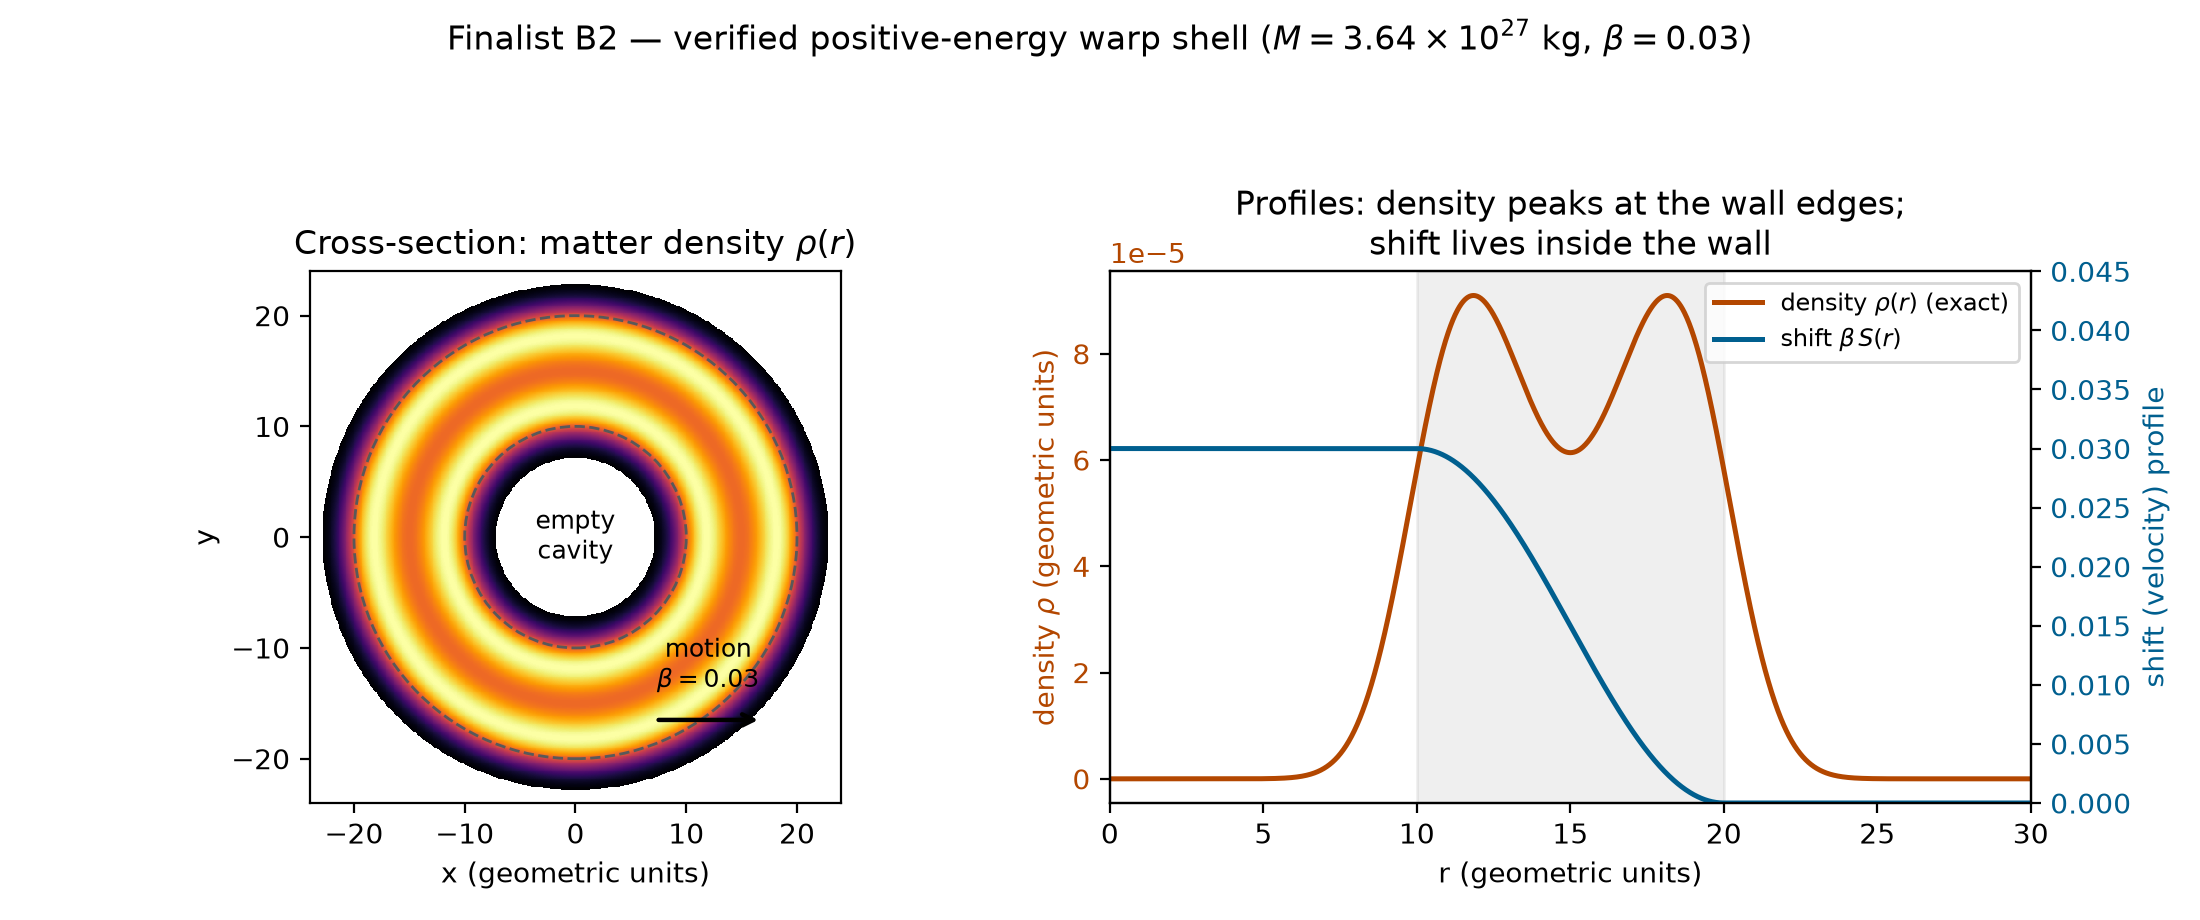 Finalist B2 — verified positive-energy warp shell (M = 3.64 × 10²⁷ kg, β = 0.03)
Cross-section: matter density ρ(r)
20
10
0
−10
−20
y
empty
cavity
motion
β = 0.03
−20
−10
0
10
20
x (geometric units)
Profiles: density peaks at the wall edges;
shift lives inside the wall
1e−5
8
6
4
2
0
density ρ (geometric units)
density ρ(r) (exact)
shift β S(r)
0.045
0.040
0.035
0.030
0.025
0.020
0.015
0.010
0.005
0.000
shift (velocity) profile
0
5
10
15
20
25
30
r (geometric units)